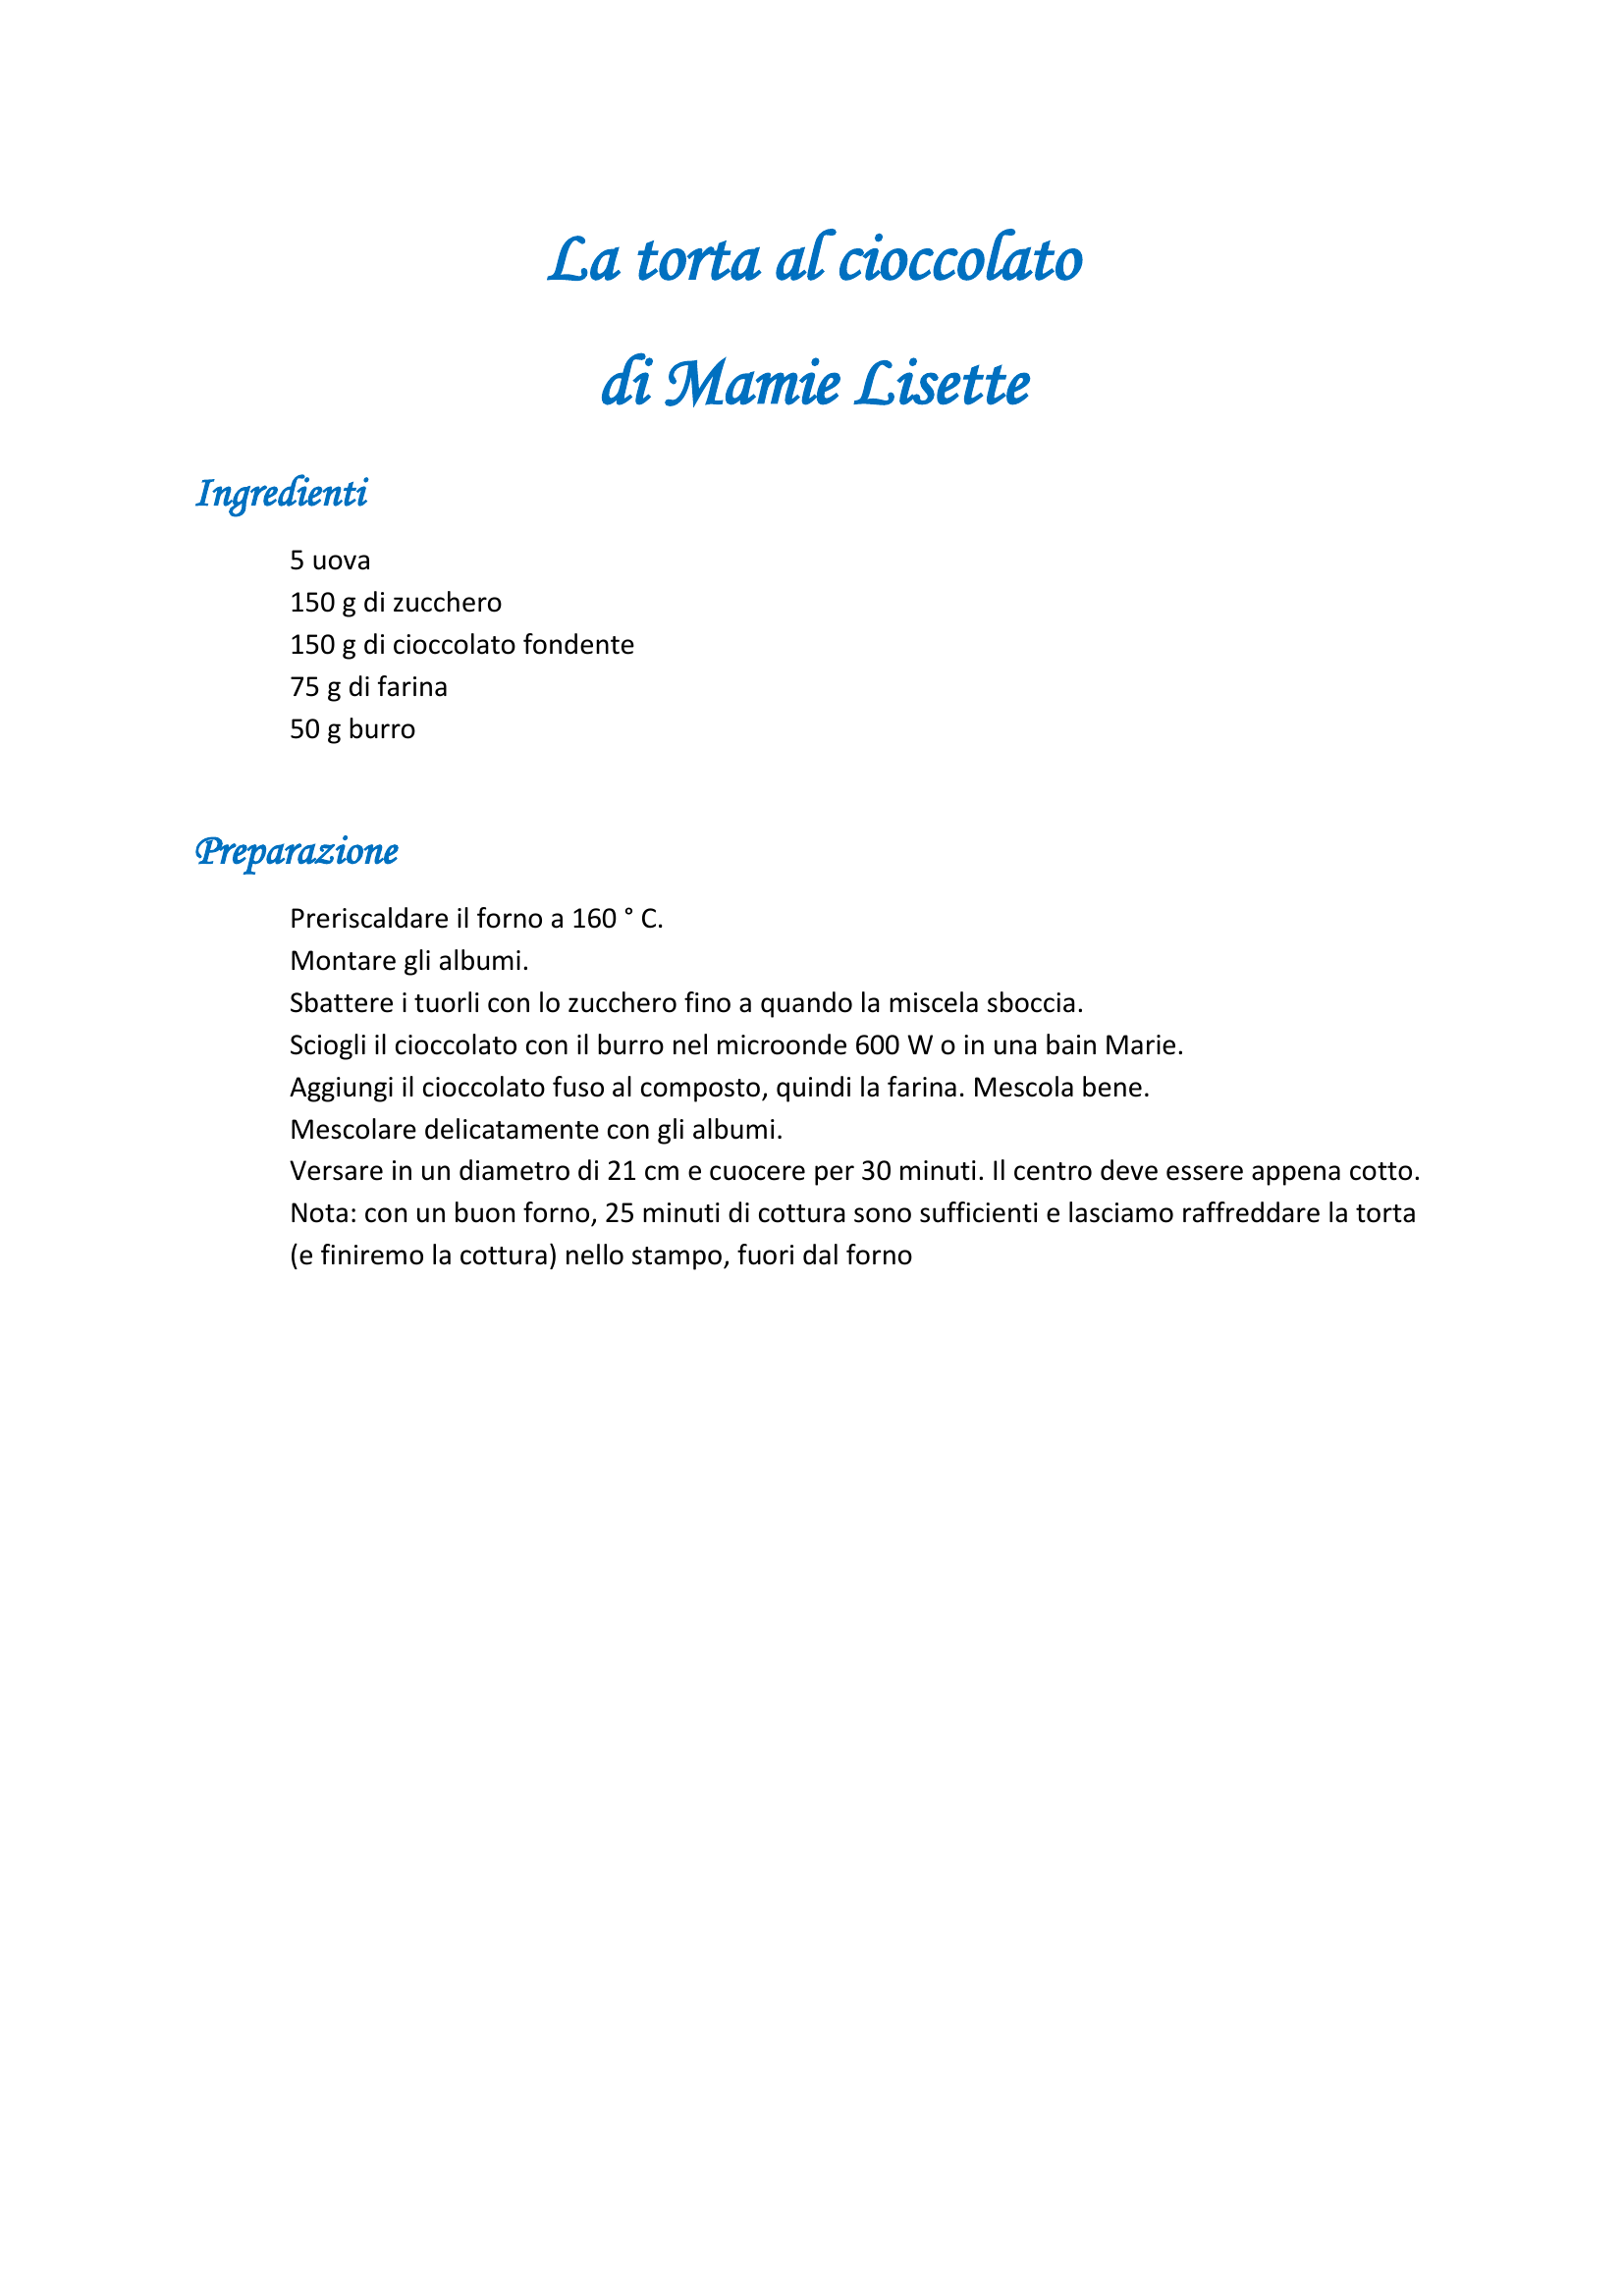 La torta al cioccolato
di Mamie Lisette
Ingredienti
5 uova
150 g di zucchero
150 g di cioccolato fondente
75 g di farina
50 g burro
Preparazione
Preriscaldare il forno a 160 ° C.
Montare gli albumi.
Sbattere i tuorli con lo zucchero fino a quando la miscela sboccia.
Sciogli il cioccolato con il burro nel microonde 600 W o in una bain Marie.
Aggiungi il cioccolato fuso al composto, quindi la farina. Mescola bene.
Mescolare delicatamente con gli albumi.
Versare in un diametro di 21 cm e cuocere per 30 minuti. Il centro deve essere appena cotto.
Nota: con un buon forno, 25 minuti di cottura sono sufficienti e lasciamo raffreddare la torta
(e finiremo la cottura) nello stampo, fuori dal forno